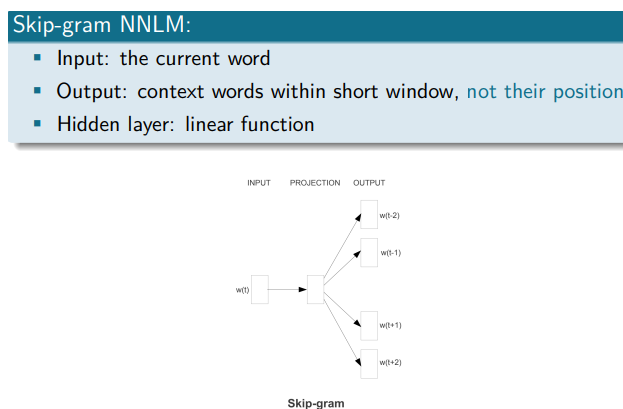 Skip-gram NNLM:
▪ Input: the current word
▪ Output: context words within short window, not their position
▪ Hidden layer: linear function
INPUT PROJECTION OUTPUT
w(t-2)
w(t-1)
w(t)
w(t+1)
w(t+2)
Skip-gram